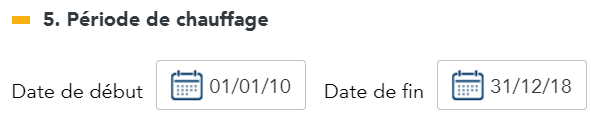 5. Période de chauffage
Date de début 01/01/10 Date de fin 31/12/18